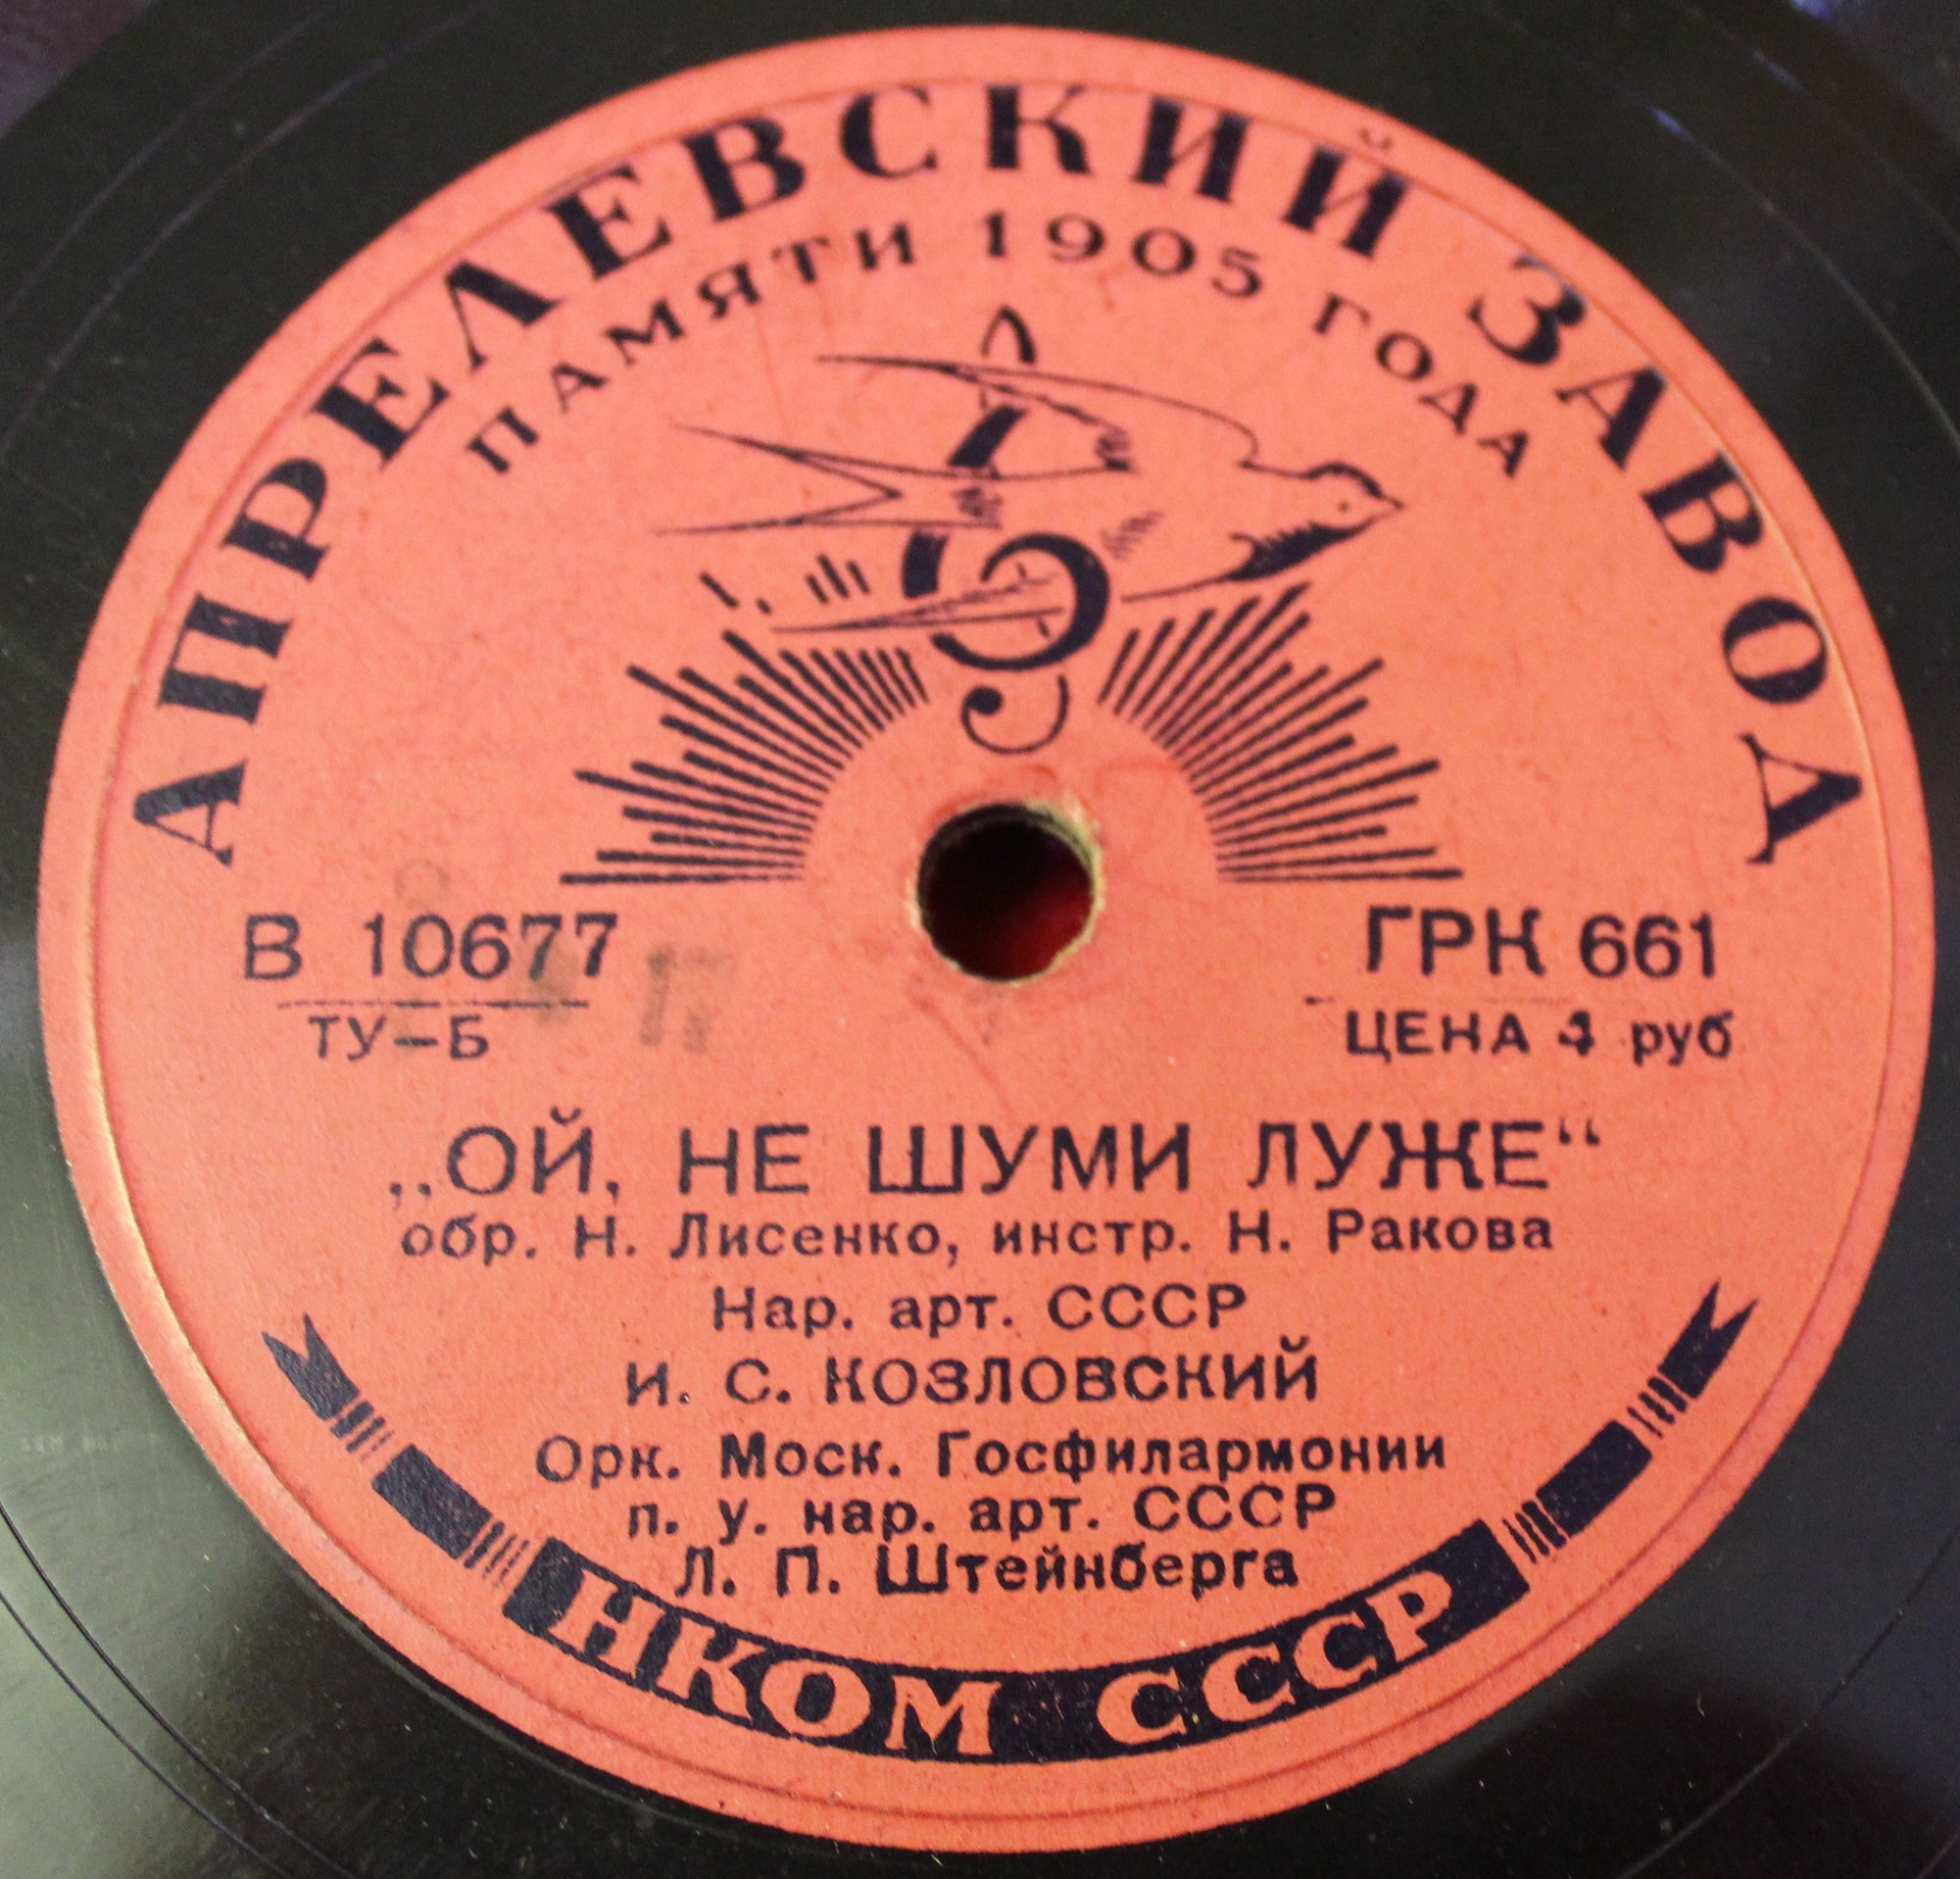 АПРЕЛЕВСКИЙ ЗАВОД
ПАМЯТИ 1905 ГОДА
В 10677
ТУ-Б
ГРК 661
ЦЕНА руб
„ОЙ, НЕ ШУМИ ЛУЖЕ“
обр. Н. Лисенко, инстр. Н. Ракова
Нар. арт. СССР
И. С. КОЗЛОВСКИЙ
Орк. Моск. Госфилармонии
п. у. нар. арт. СССР
Л. П. Штейнберга
НКОМ СССР